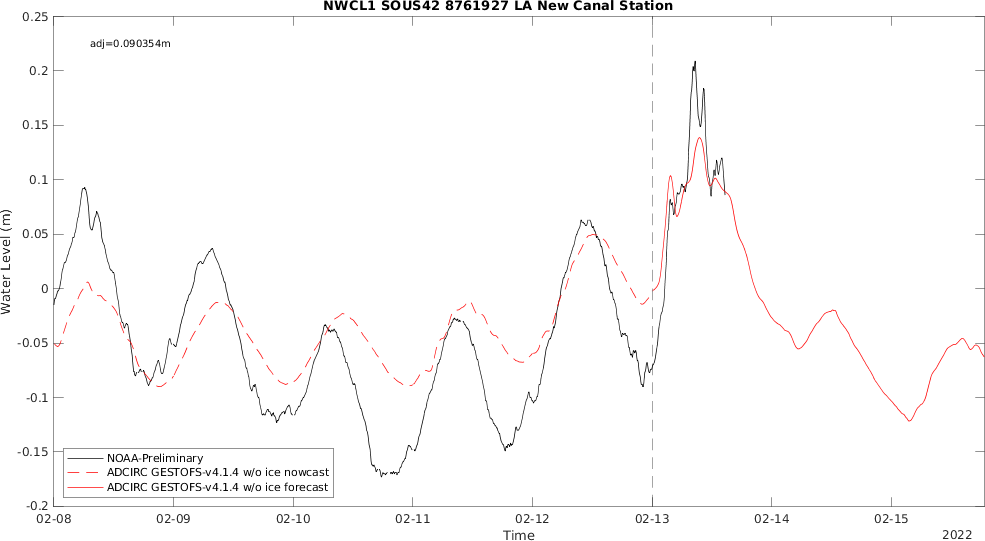 NWCL1 SOUS42 8761927 LA New Canal Station
adj=0.090354m
0.25
0.2
0.15
0.1
0.05
0
-0.05
-0.1
-0.15
-0.2
Water Level (m)
NOAA-Preliminary
ADCIRC GESTOFS-v4.1.4 w/o ice nowcast
ADCIRC GESTOFS-v4.1.4 w/o ice forecast
02-08 02-09 02-10 02-11 02-12 02-13 02-14 02-15
Time
2022